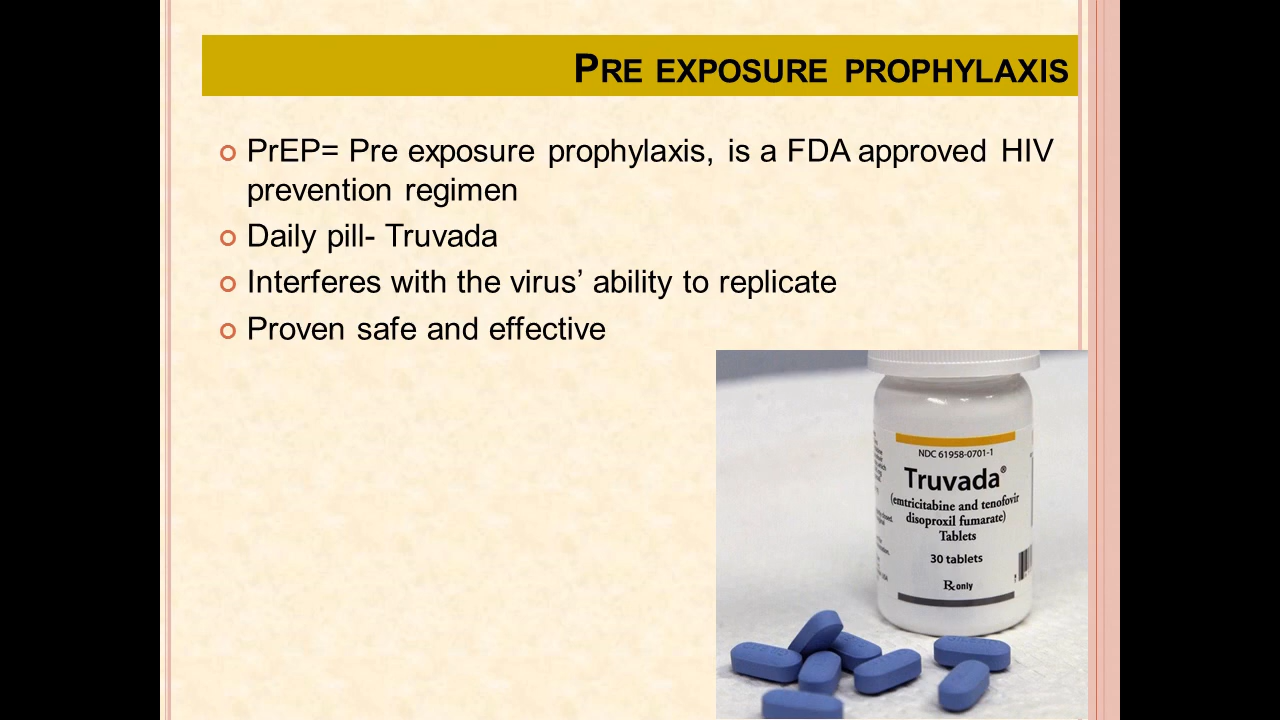 PRE EXPOSURE PROPHYLAXIS
PrEP= Pre exposure prophylaxis, is a FDA approved HIV
prevention regimen
Daily pill- Truvada
Interferes with the virus’ ability to replicate
Proven safe and effective
NDC 61958-0701-1
Truvada®
(emtricitabine and tenofovir
disoproxil fumarate)
Tablets
30 tablets
Rx only